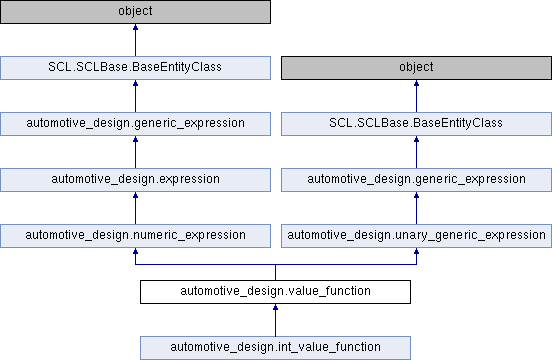 object
SCL.SCLBase.BaseEntityClass
object
automotive_design.generic_expression
SCL.SCLBase.BaseEntityClass
automotive_design.expression
automotive_design.generic_expression
automotive_design.numeric_expression
automotive_design.unary_generic_expression
automotive_design.value_function
automotive_design.int_value_function